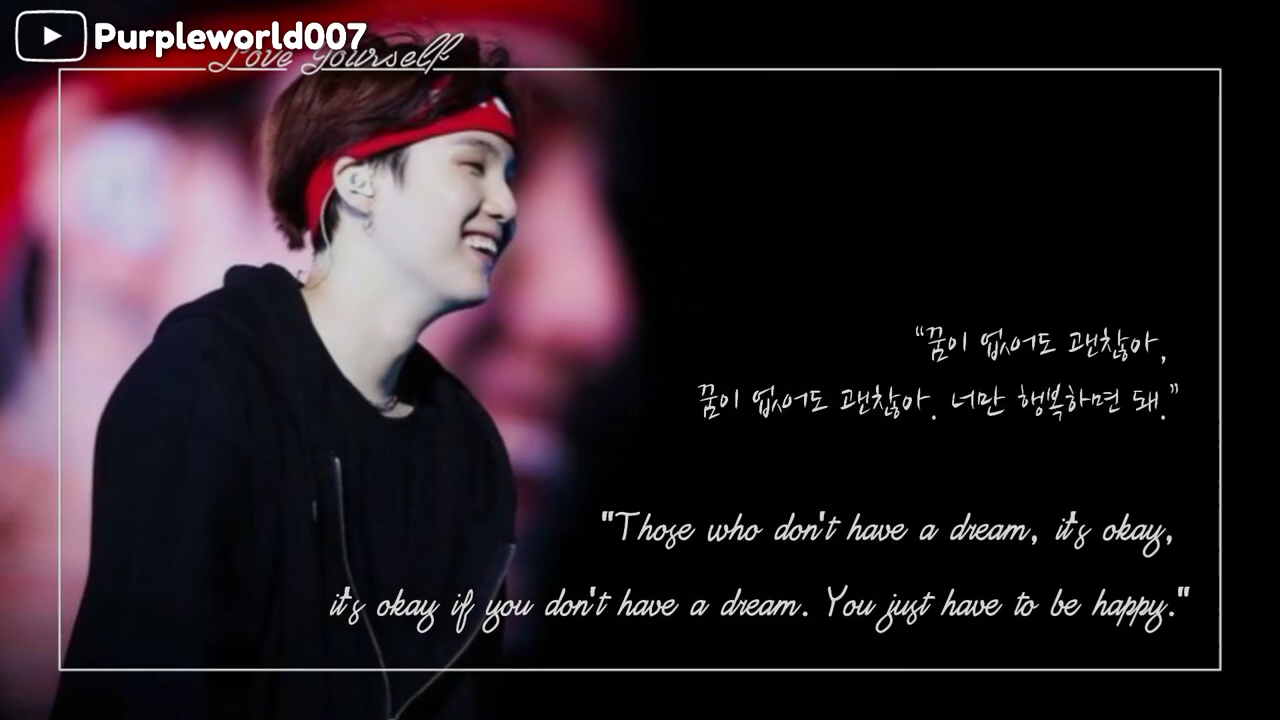 Purpleworld007
Love Yourself
“꿈이 없어도 괜찮아,
꿈이 없어도 괜찮아. 너만 행복하면 돼.”
"Those who don't have a dream, it's okay,
it's okay if you don't have a dream. You just have to be happy."